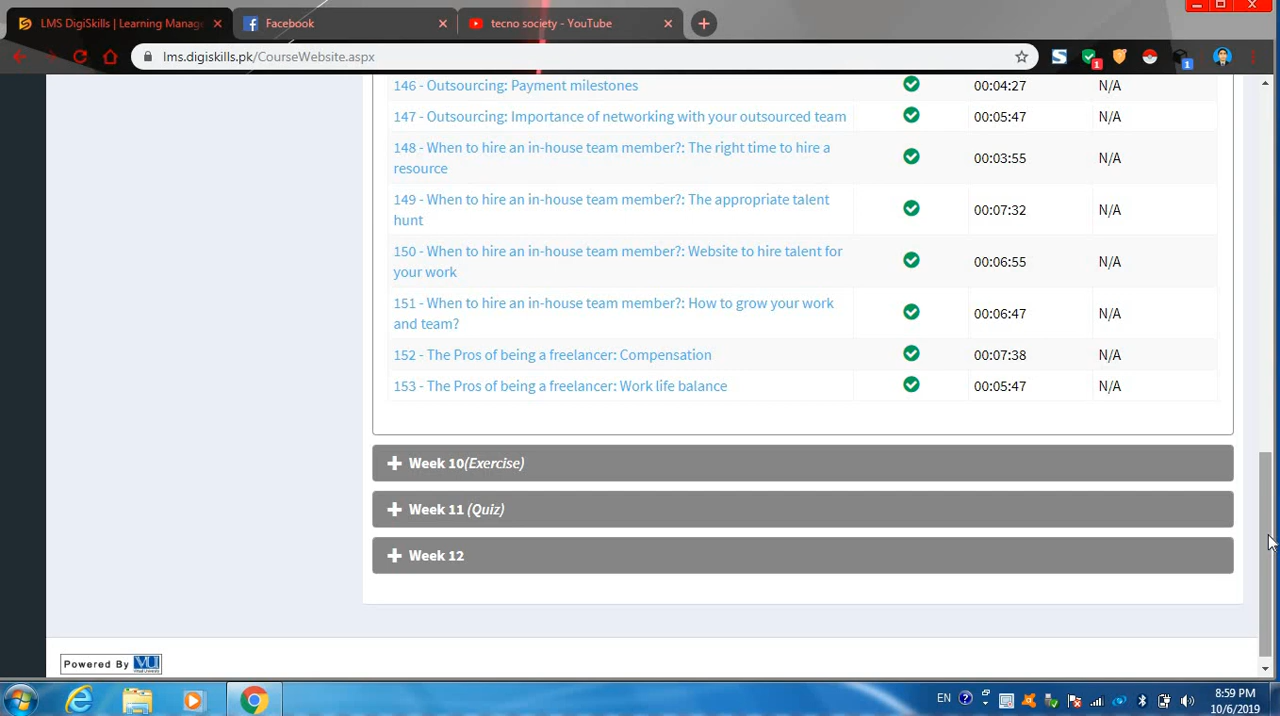 LMS DigiSkills | Learning Manag
Facebook
tecno society - YouTube
lms.digiskills.pk/CourseWebsite.aspx
1
1
146 - Outsourcing: Payment milestones 00:04:27 N/A
147 - Outsourcing: Importance of networking with your outsourced team 00:05:47 N/A
148 - When to hire an in-house team member?: The right time to hire a
resource
00:03:55 N/A
149 - When to hire an in-house team member?: The appropriate talent
hunt
00:07:32 N/A
150 - When to hire an in-house team member?: Website to hire talent for
your work
00:06:55 N/A
151 - When to hire an in-house team member?: How to grow your work
and team?
00:06:47 N/A
152 - The Pros of being a freelancer: Compensation 00:07:38 N/A
153 - The Pros of being a freelancer: Work life balance 00:05:47 N/A
Week 10(Exercise)
Week 11 (Quiz)
Week 12
Powered By VU
EN
8:59 PM
10/6/2019